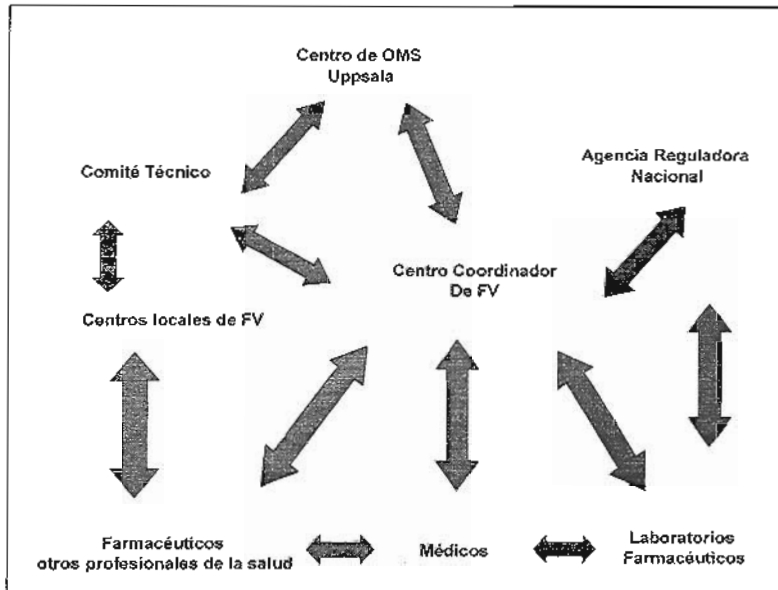 Centro de OMS
Uppsala
Comité Técnico
Agencia Reguladora
Nacional
Centro Coordinador
De FV
Centros locales de FV
Farmacéuticos
otros profesionales de la salud
Médicos
Laboratorios
Farmacéuticos